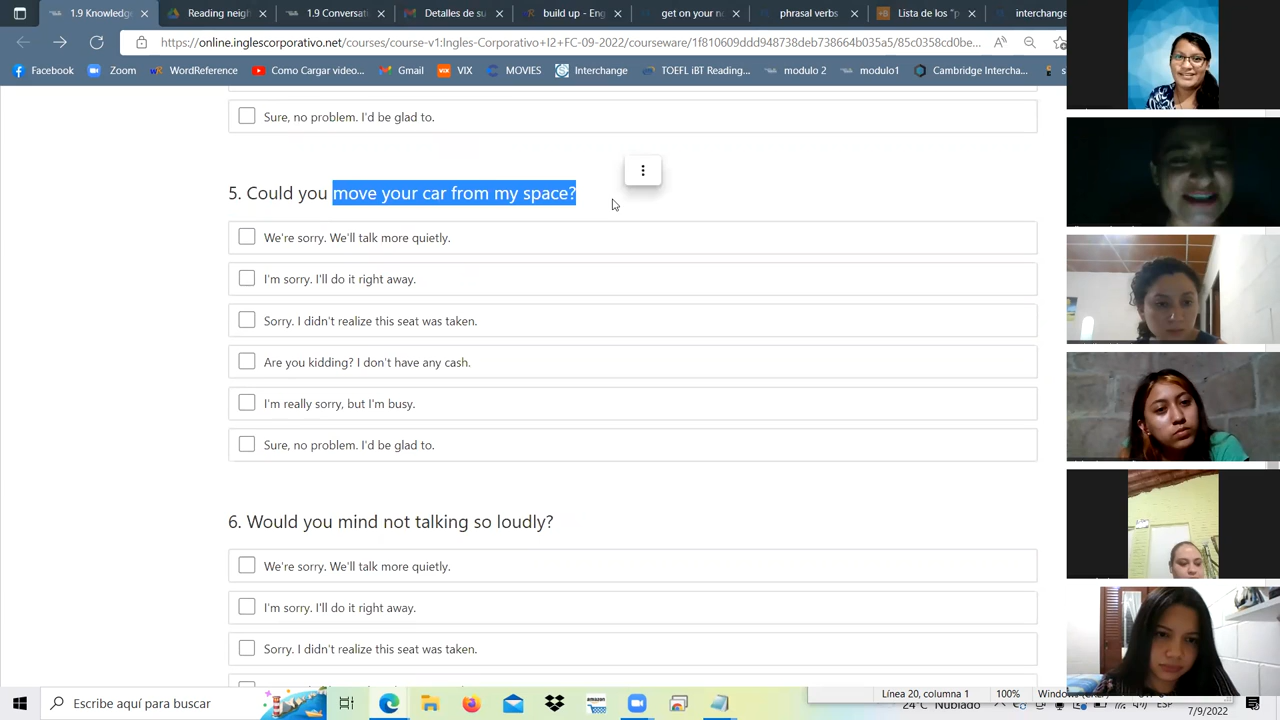 1.9 Knowledg
Reading neigh
1.9 Conversat
Detalles de su
build up - Eng
get on your n
phrasal verbs
interchange
https://online.inglescorporativo.net/courses/course-v1:Ingles-Corporativo+I2+FC-09-2022/courseware/1f810609ddd948738efb738664b035a5/85c0358cd0be...
Facebook
Zoom
WordReference
Como Cargar video...
Gmail
VIX
MOVIES
Interchange
TOEFL iBT Reading...
modulo 2
modulo1
Cambridge Intercha...
Sure, no problem. I'd be glad to.
5. Could you move your car from my space?
We're sorry. We'll talk more quietly.
I'm sorry. I'll do it right away.
Sorry. I didn't realize this seat was taken.
Are you kidding? I don't have any cash.
I'm really sorry, but I'm busy.
Sure, no problem. I'd be glad to.
6. Would you mind not talking so loudly?
We're sorry. We'll talk more quietly.
I'm sorry. I'll do it right away.
Sorry. I didn't realize this seat was taken.
Línea 20, columna 1
100%
Escribe aquí para buscar
amazon
Nublado
ESP
7/9/2022